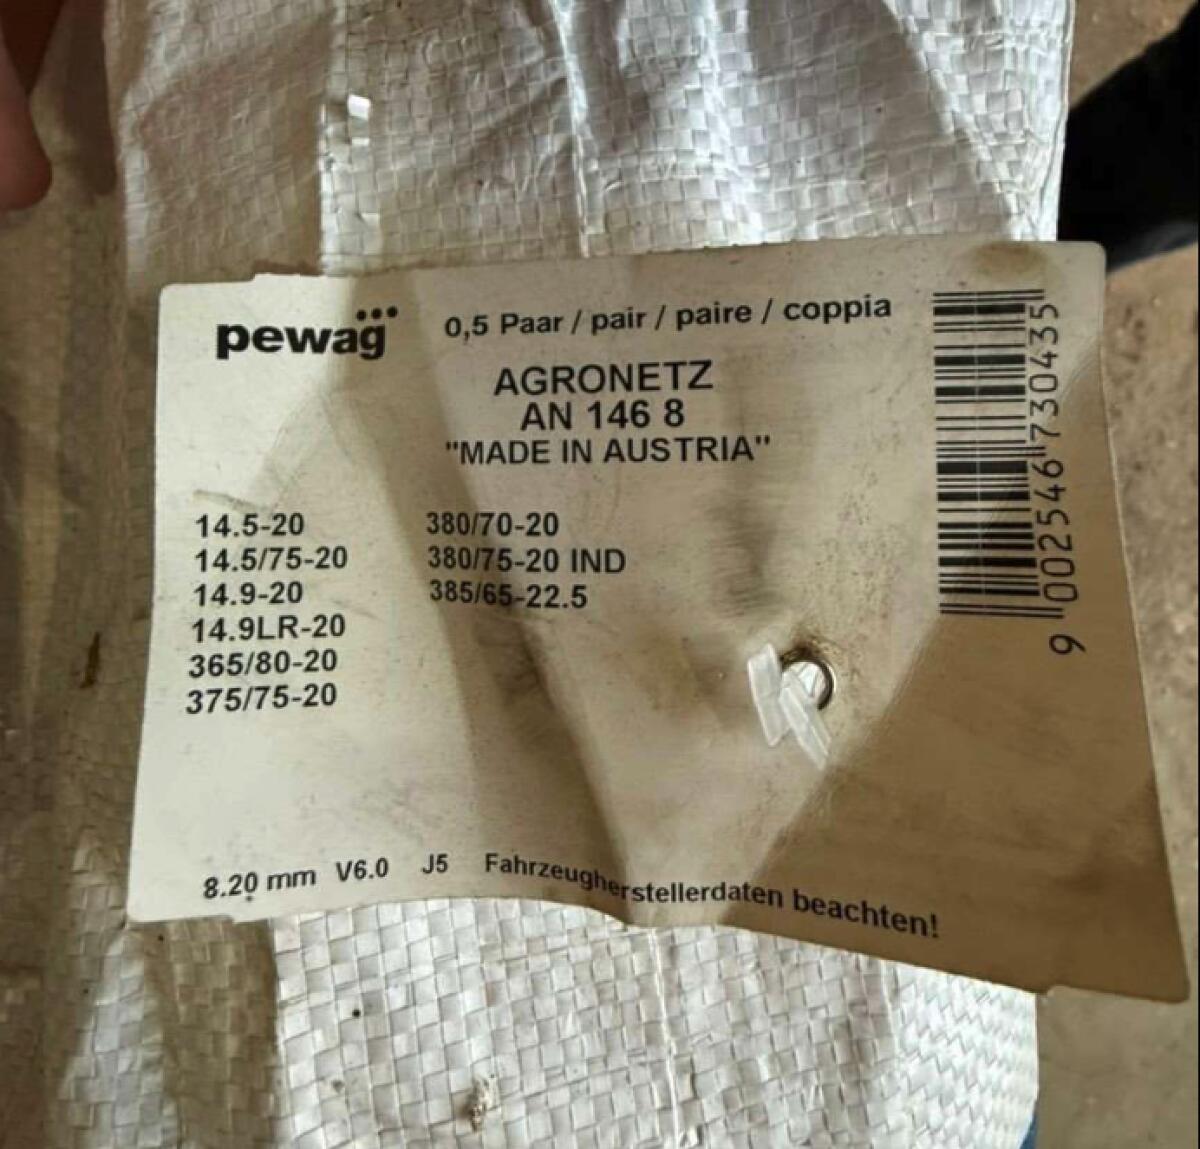 pewag
0,5 Paar / pair / paire / coppia
AGRONETZ
AN 146 8
"MADE IN AUSTRIA"
14.5-20
14.5/75-20
14.9-20
14.9LR-20
365/80-20
375/75-20
380/70-20
380/75-20 IND
385/65-22.5
8.20 mm V6.0 J5 Fahrzeugherstellerdaten beachten!
9 002546 730435